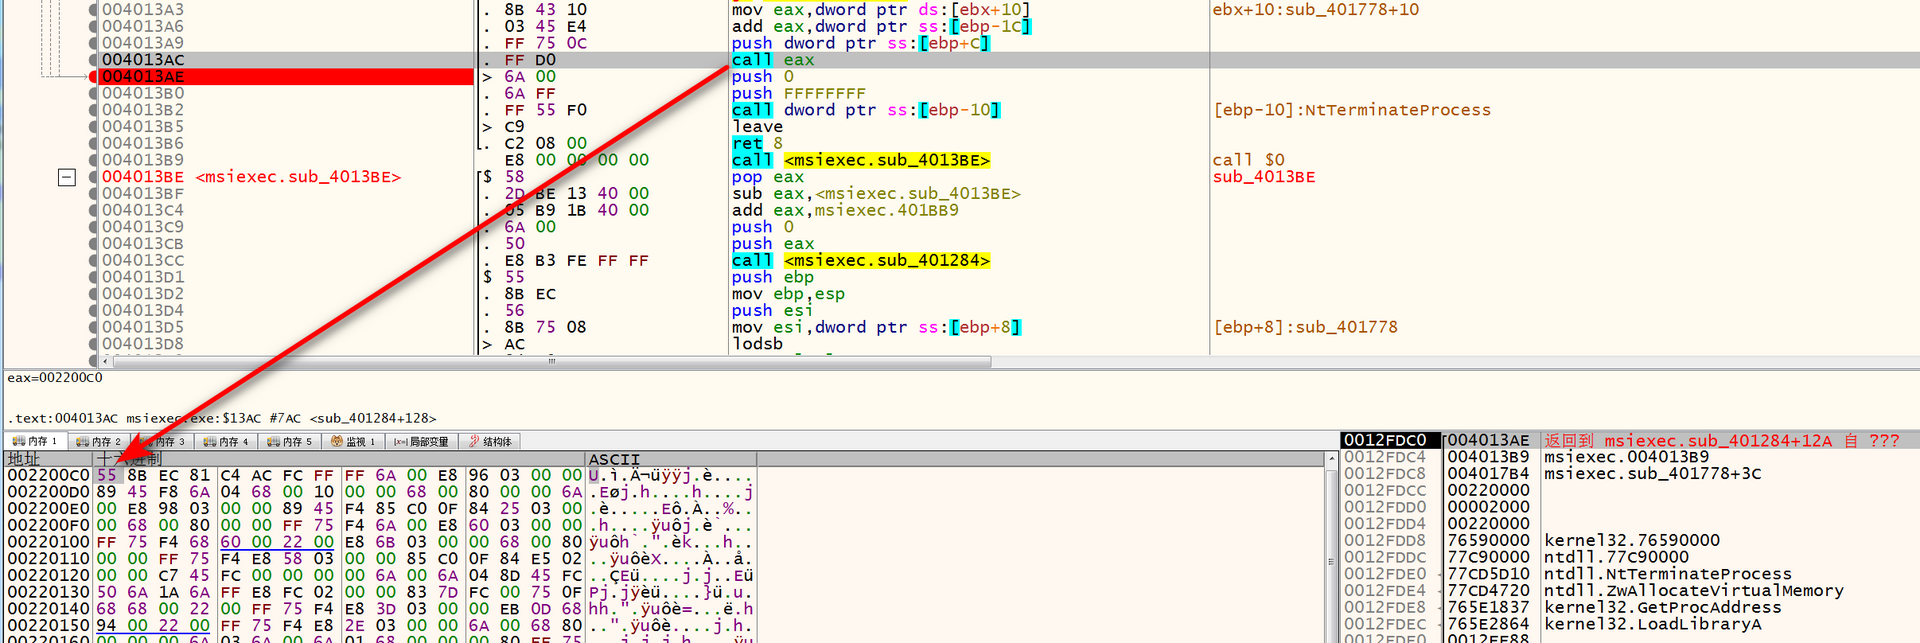 004013A3 . 8B 43 10 mov eax,dword ptr ds:[ebx+10] ebx+10:sub_401778+10
004013A6 . 03 45 E4 add eax,dword ptr ss:[ebp-1C]
004013A9 . FF 75 0C push dword ptr ss:[ebp+C]
004013AC . FF D0 call eax
004013AE > 6A 00 push 0
004013B0 . 6A FF push FFFFFFFF
004013B2 . FF 55 F0 call dword ptr ss:[ebp-10] [ebp-10]:NtTerminateProcess
004013B5 > C9 leave
004013B6 . C2 08 00 ret 8
004013B9 E8 00 00 00 00 call <msiexec.sub_4013BE> call $0
004013BE <msiexec.sub_4013BE> $ 58 pop eax sub_4013BE
004013BF . 2D BE 13 40 00 sub eax,<msiexec.sub_4013BE>
004013C4 . 05 B9 1B 40 00 add eax,msiexec.401BB9
004013C9 . 6A 00 push 0
004013CB . 50 push eax
004013CC . E8 B3 FE FF FF call <msiexec.sub_401284>
004013D1 $ 55 push ebp
004013D2 . 8B EC mov ebp,esp
004013D4 . 56 push esi
004013D5 . 8B 75 08 mov esi,dword ptr ss:[ebp+8] [ebp+8]:sub_401778
004013D8 > AC lodsb
eax=002200C0
.text:004013AC msiexec.exe:$13AC #7AC <sub_401284+128>
内存 1 内存 2 内存 3 内存 4 内存 5 监视 1 [x=] 局部变量 结构体
地址 十六进制 ASCII
002200C0 55 8B EC 81 C4 AC FC FF FF 6A 00 E8 96 03 00 00 U.ì.Ä¬üÿÿj.è....
002200D0 89 45 F8 6A 04 68 00 10 00 00 68 00 80 00 00 6A .Eøj.h....h....j
002200E0 00 E8 98 03 00 00 89 45 F4 85 C0 0F 84 25 03 00 .è.....Eô.À..%..
002200F0 00 68 00 80 00 00 FF 75 F4 6A 00 E8 60 03 00 00 .h....ÿuôj.è`...
00220100 FF 75 F4 68 60 00 22 00 E8 6B 03 00 00 68 00 80 ÿuôh`.".èk...h..
00220110 00 00 FF 75 F4 E8 58 03 00 00 85 C0 0F 84 E5 02 ..ÿuôèX....À..å.
00220120 00 00 C7 45 FC 00 00 00 00 6A 00 6A 04 8D 45 FC ..ÇEü....j.j..Eü
00220130 50 6A 1A 6A FF E8 FC 02 00 00 83 7D FC 00 75 0F Pj.jÿèü....}ü.u.
00220140 68 68 00 22 00 FF 75 F4 E8 3D 03 00 00 EB 0D 68 hh.".ÿuôè=...ë.h
00220150 94 00 22 00 FF 75 F4 E8 2E 03 00 00 6A 00 68 80 ..".ÿuôè....j.h.
00220160
0012FDC0 004013AE 返回到 msiexec.sub_401284+12A 自 ???
0012FDC4 004013B9 msiexec.004013B9
0012FDC8 004017B4 msiexec.sub_401778+3C
0012FDCC 00220000
0012FDD0 00002000
0012FDD4 00220000
0012FDD8 76590000 kernel32.76590000
0012FDDC 77C90000 ntdll.77C90000
0012FDE0 77CD5D10 ntdll.NtTerminateProcess
0012FDE4 77CD4720 ntdll.ZwAllocateVirtualMemory
0012FDE8 765E1837 kernel32.GetProcAddress
0012FDEC 765E2864 kernel32.LoadLibraryA